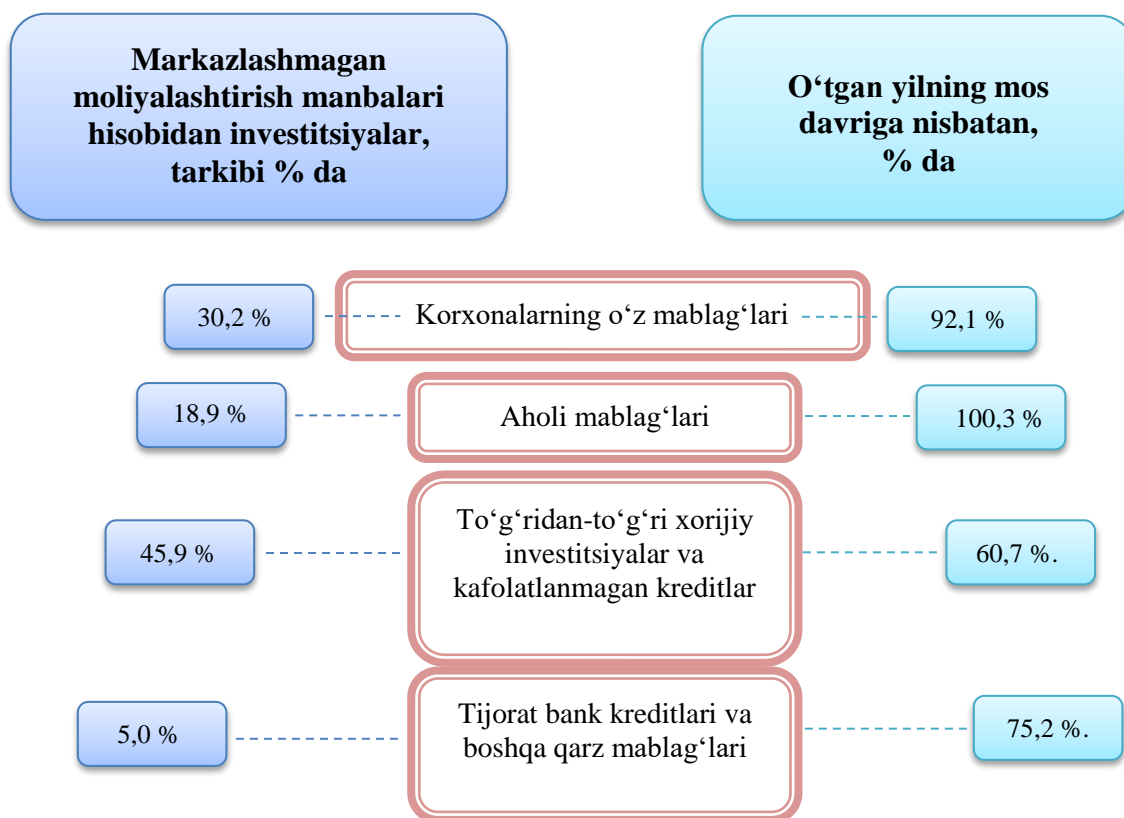 Markazlashmagan
moliyalashtirish manbalari
hisobidan investitsiyalar,
tarkibi % da
O‘tgan yilning mos
davriga nisbatan,
% da
30,2 %
Korxonalarning o‘z mablag‘lari
92,1 %
18,9 %
Aholi mablag‘lari
100,3 %
45,9 %
To‘g‘ridan-to‘g‘ri xorijiy
investitsiyalar va
kafolatlanmagan kreditlar
60,7 %.
5,0 %
Tijorat bank kreditlari va
boshqa qarz mablag‘lari
75,2 %.